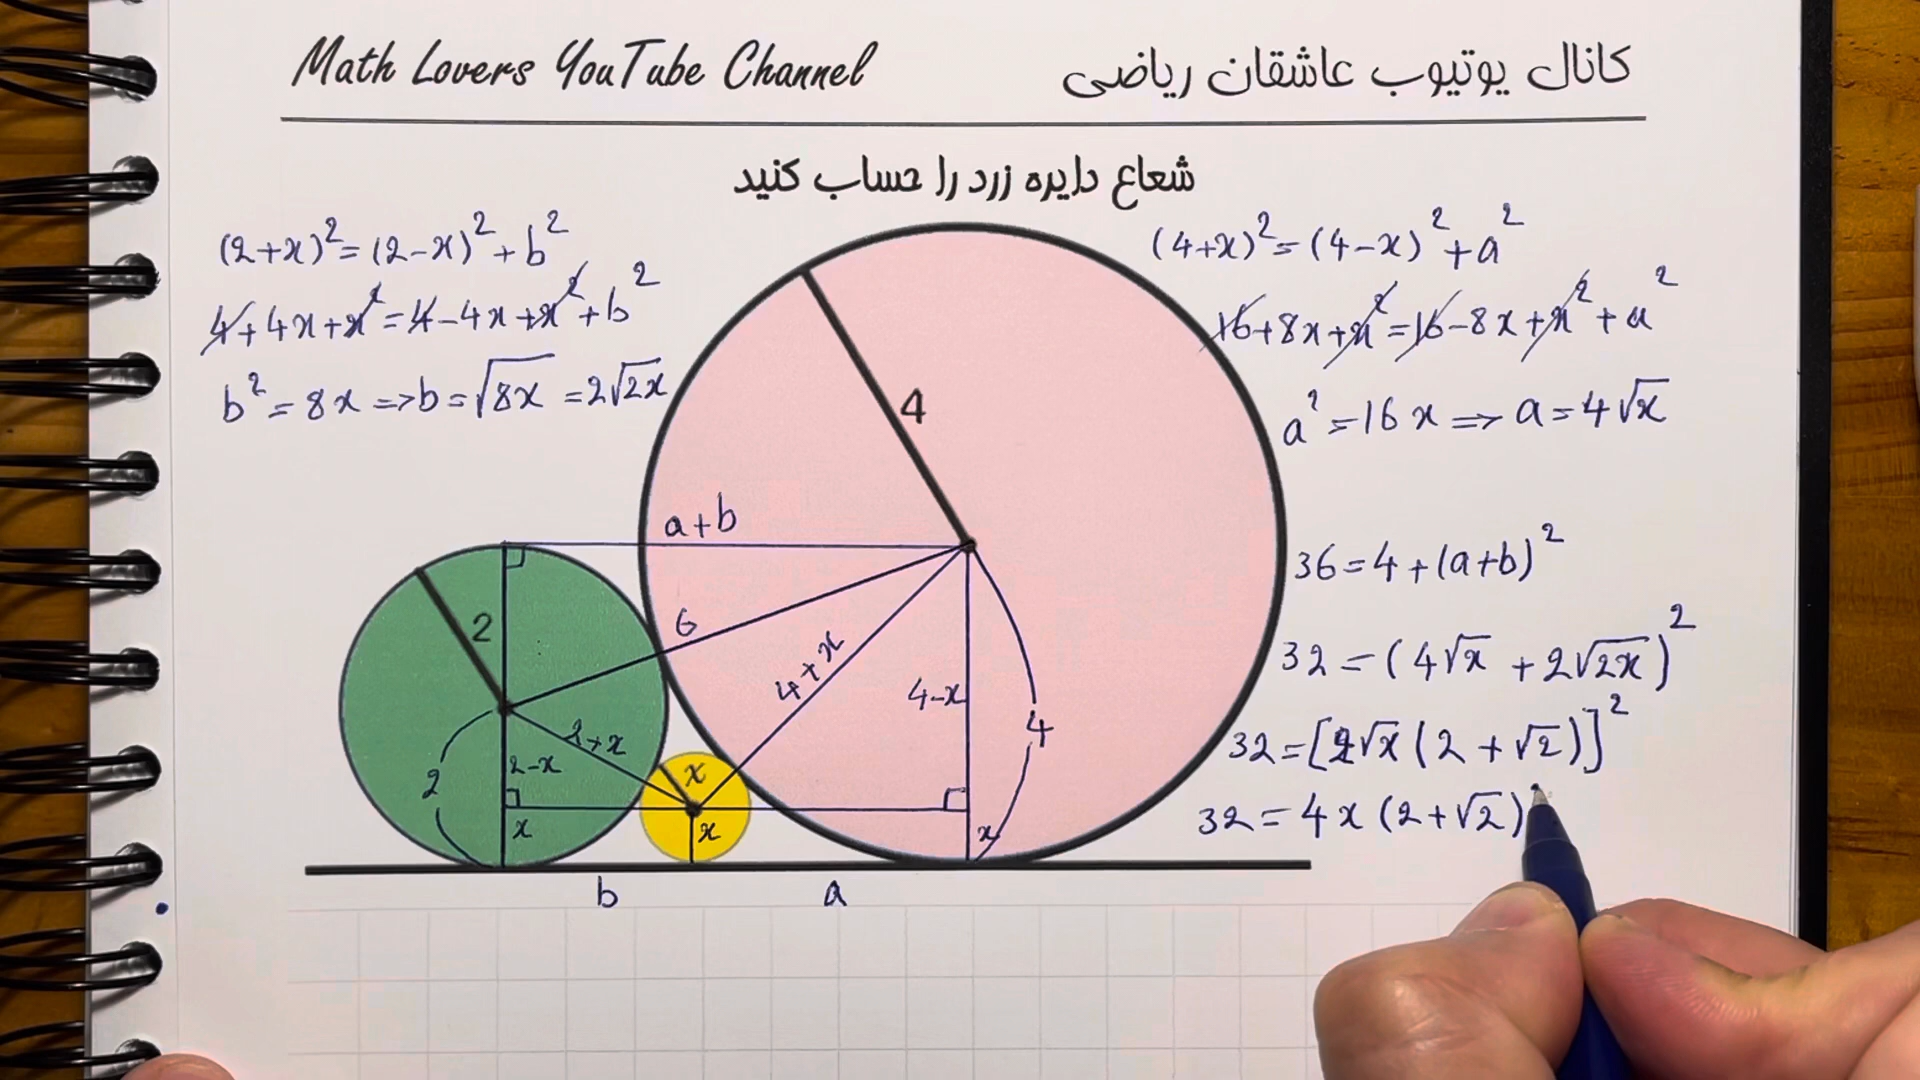 Math Lovers YouTube Channel
کانال یوتیوب عاشقان ریاضی
شعاع دایره زرد را حساب کنید
(2+x)²=(2-x)²+b²
4+4x+x²=4-4x+x²+b²
b²=8x=>b=√8x=2√2x
(4+x)²=(4-x)²+a²
16+8x+x²=16-8x+x²+a²
a²=16x=>a=4√x
4
a+b
36=4+(a+b)²
2
6
4+x
4-x
4
32=(4√x+2√2x)²
2+x
2-x
2
x
x
x
x
32=[2√x(2+√2)]²
32=4x(2+√2)
b
a